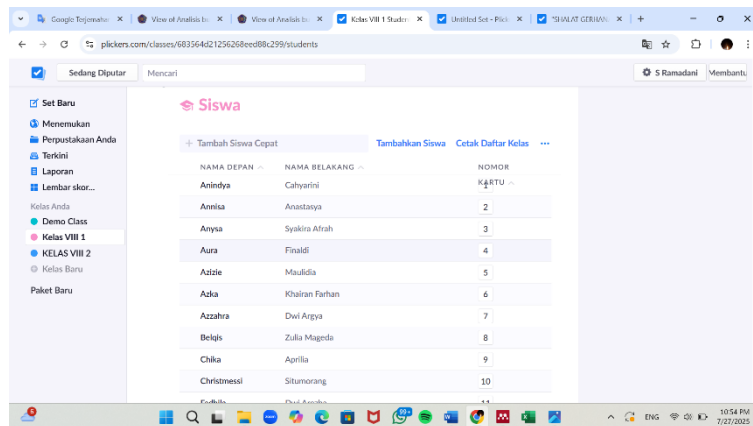 Google Terjemahan
View of Analisis be
View of Analisis be
Kelas VIII 1 Studen
Untitled Set - Plick
"SHALAT GERHANA
plickers.com/classes/683564d21256268eed88c299/students
Sedang Diputar
Mencari
S Ramadani
Membantu
Set Baru
Menemukan
Perpustakaan Anda
Terkini
Laporan
Lembar skor...
Kelas Anda
Demo Class
Kelas VIII 1
KELAS VIII 2
Kelas Baru
Paket Baru
Siswa
+ Tambah Siswa Cepat
Tambahkan Siswa
Cetak Daftar Kelas
...
NAMA DEPAN NAMA BELAKANG NOMOR
KARTU
Anindya Cahyarini 1
Annisa Anastasya 2
Anysa Syakira Afrah 3
Aura Finaldi 4
Azizie Maulidia 5
Azka Khairan Farhan 6
Azzahra Dwi Argya 7
Belqis Zulia Mageda 8
Chika Aprilia 9
Christmessi Situmorang 10
11
99+
ENG
10:54 PM
7/27/2025